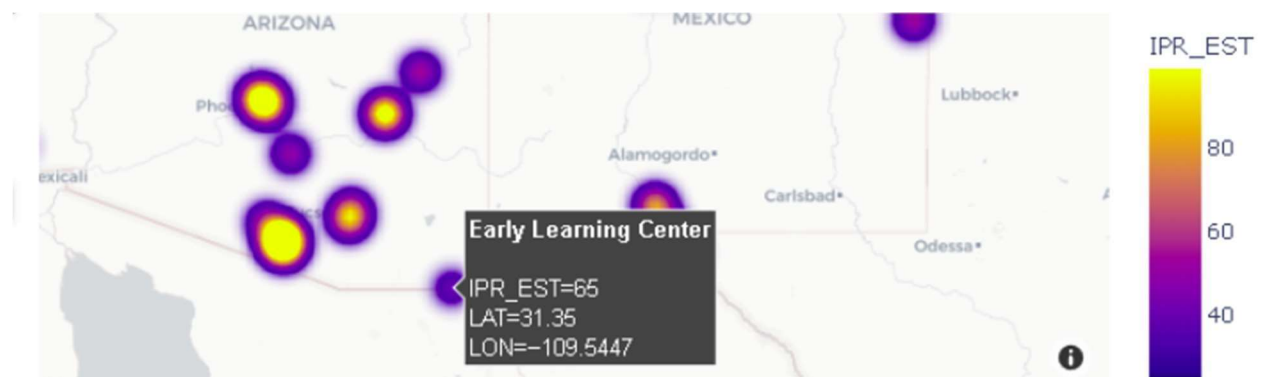 ARIZONA
MEXICO
IPR_EST
Pho
Lubbock
80
Alamogordo
exicali
Carlsbad
cs
Early Learning Center
60
Odessa
IPR_EST=65
40
LAT=31.35
LON=−109.5447